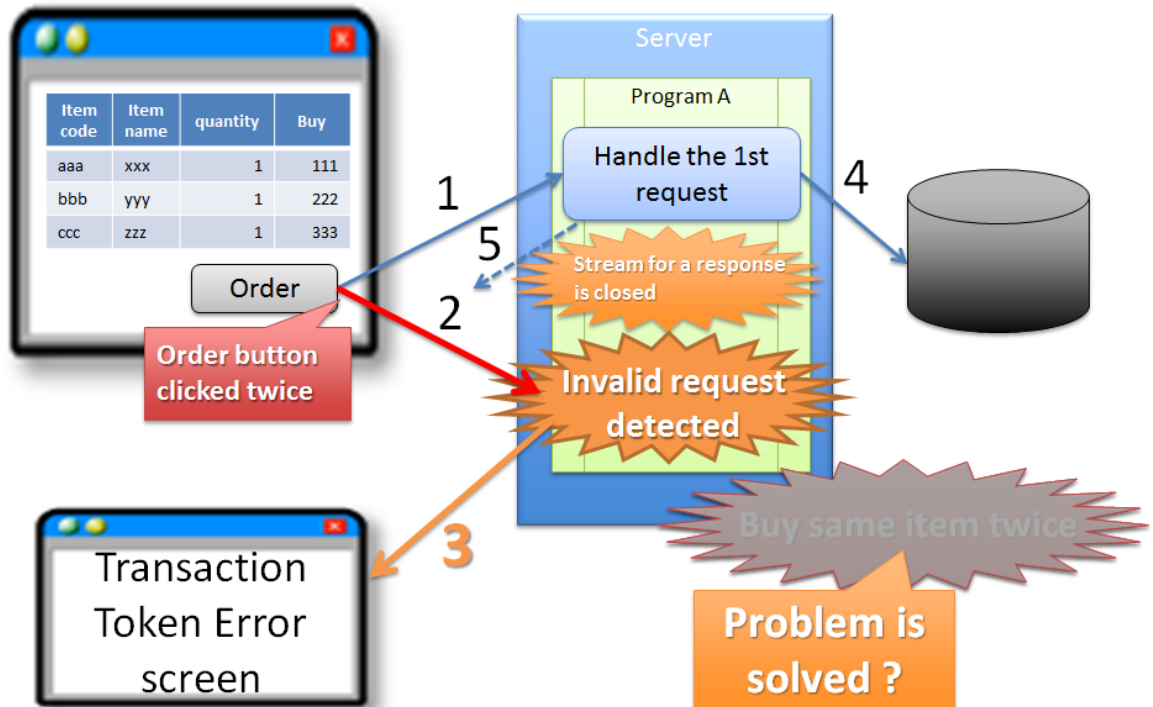 Server
Program A
Item code
Item name
quantity
Buy
aaa xxx 1 111
bbb yyy 1 222
ccc zzz 1 333
Order
Order button
clicked twice
1
2
Handle the 1st
request
4
5
Stream for a response
is closed
Invalid request
detected
3
Transaction
Token Error
screen
Buy same item twice
Problem is
solved ?